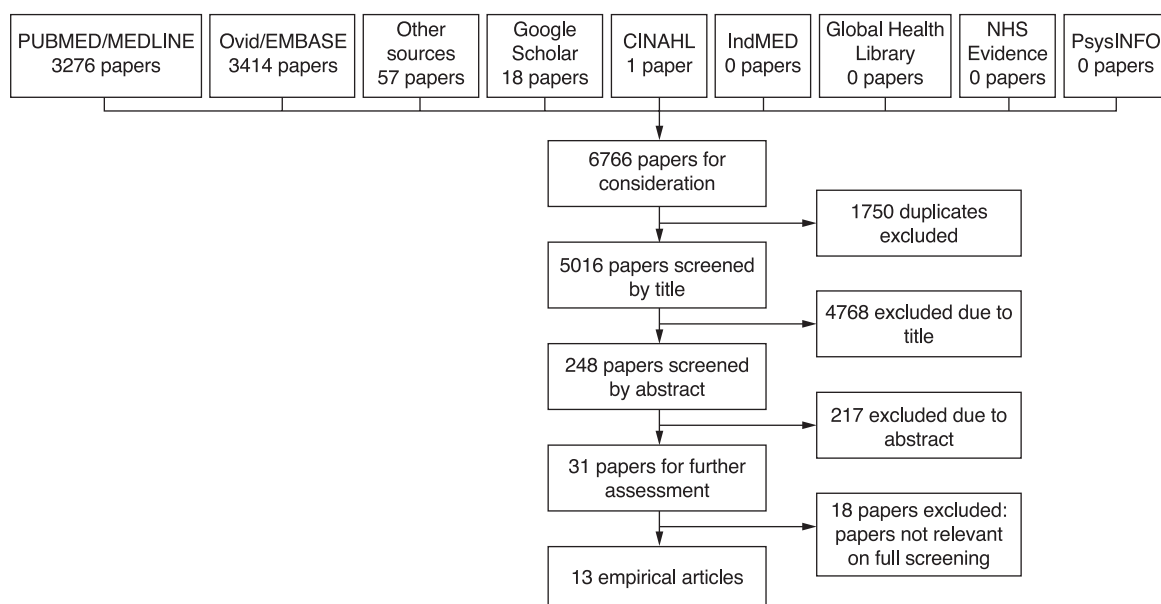 PUBMED/MEDLINE
3276 papers
Ovid/EMBASE
3414 papers
Other
sources
57 papers
Google
Scholar
18 papers
CINAHL
1 paper
IndMED
0 papers
Global Health
Library
0 papers
NHS
Evidence
0 papers
PsysINFO
0 papers
6766 papers for
consideration
1750 duplicates
excluded
5016 papers screened
by title
4768 excluded due to
title
248 papers screened
by abstract
217 excluded due to
abstract
31 papers for further
assessment
18 papers excluded:
papers not relevant
on full screening
13 empirical articles